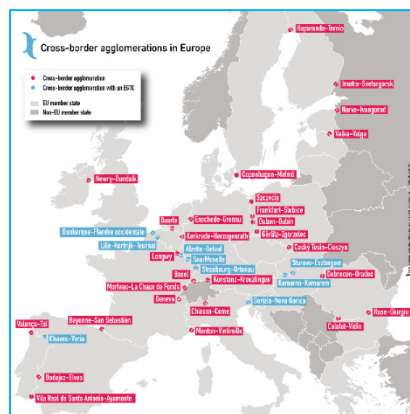 Cross-border agglomerations in Europe
Cross-border agglomeration
Cross-border agglomeration with an EGTC
EU member state
Non-EU member state
Haparanda-Tornio
Imatra-Svetogorsk
Narva-Ivangorod
Valka-Valga
Copenhagen-Malmö
Newry-Dundalk
Szczecin
Frankfurt-Slubice
Guben-Gubin
Görlitz-Zgorzelec
Baarle
Enschede-Gronau
Dunkerque-Flandre occidentale
Kerkrade-Herzogenrath
Lille-Kortrijk-Tournai
Alzette-Belval
Cesky Tesin-Cieszyn
Longwy
SaarMoselle
Strasbourg-Ortenau
Sturovo-Esztergom
Basel
Konstanz-Kreuzlingen
Debrecen-Oradea
Morteau-La Chaux de Fonds
Komarno-Komarom
Geneva
Chiasso-Como
Gorizia-Nova Gorica
Bayonne-San Sebastián
Ruse-Giurgiu
Valença-Tui
Menton-Vintimille
Calafat-Vidin
Chaves-Verin
Badajoz-Elvas
Vila Real de Santo Antonio-Ayamonte